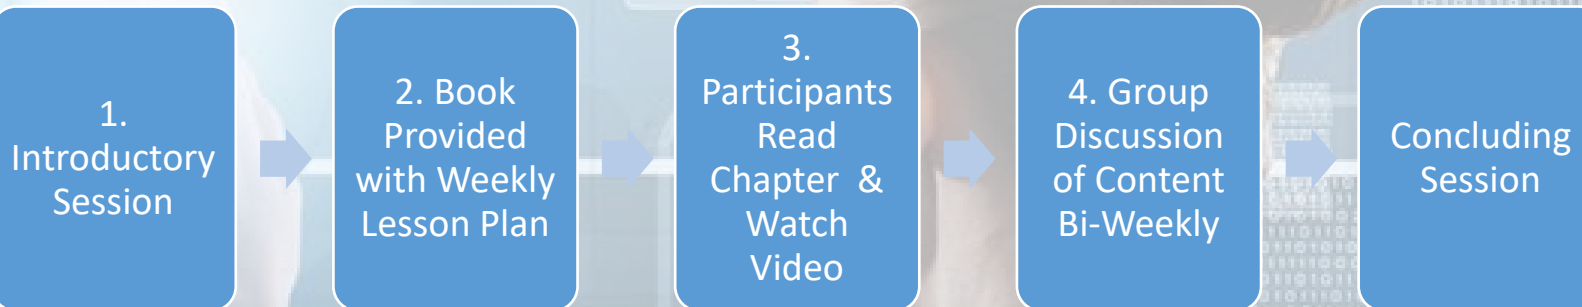 1.
Introductory
Session
2. Book
Provided
with Weekly
Lesson Plan
3.
Participants
Read
Chapter &
Watch
Video
4. Group
Discussion
of Content
Bi-Weekly
Concluding
Session